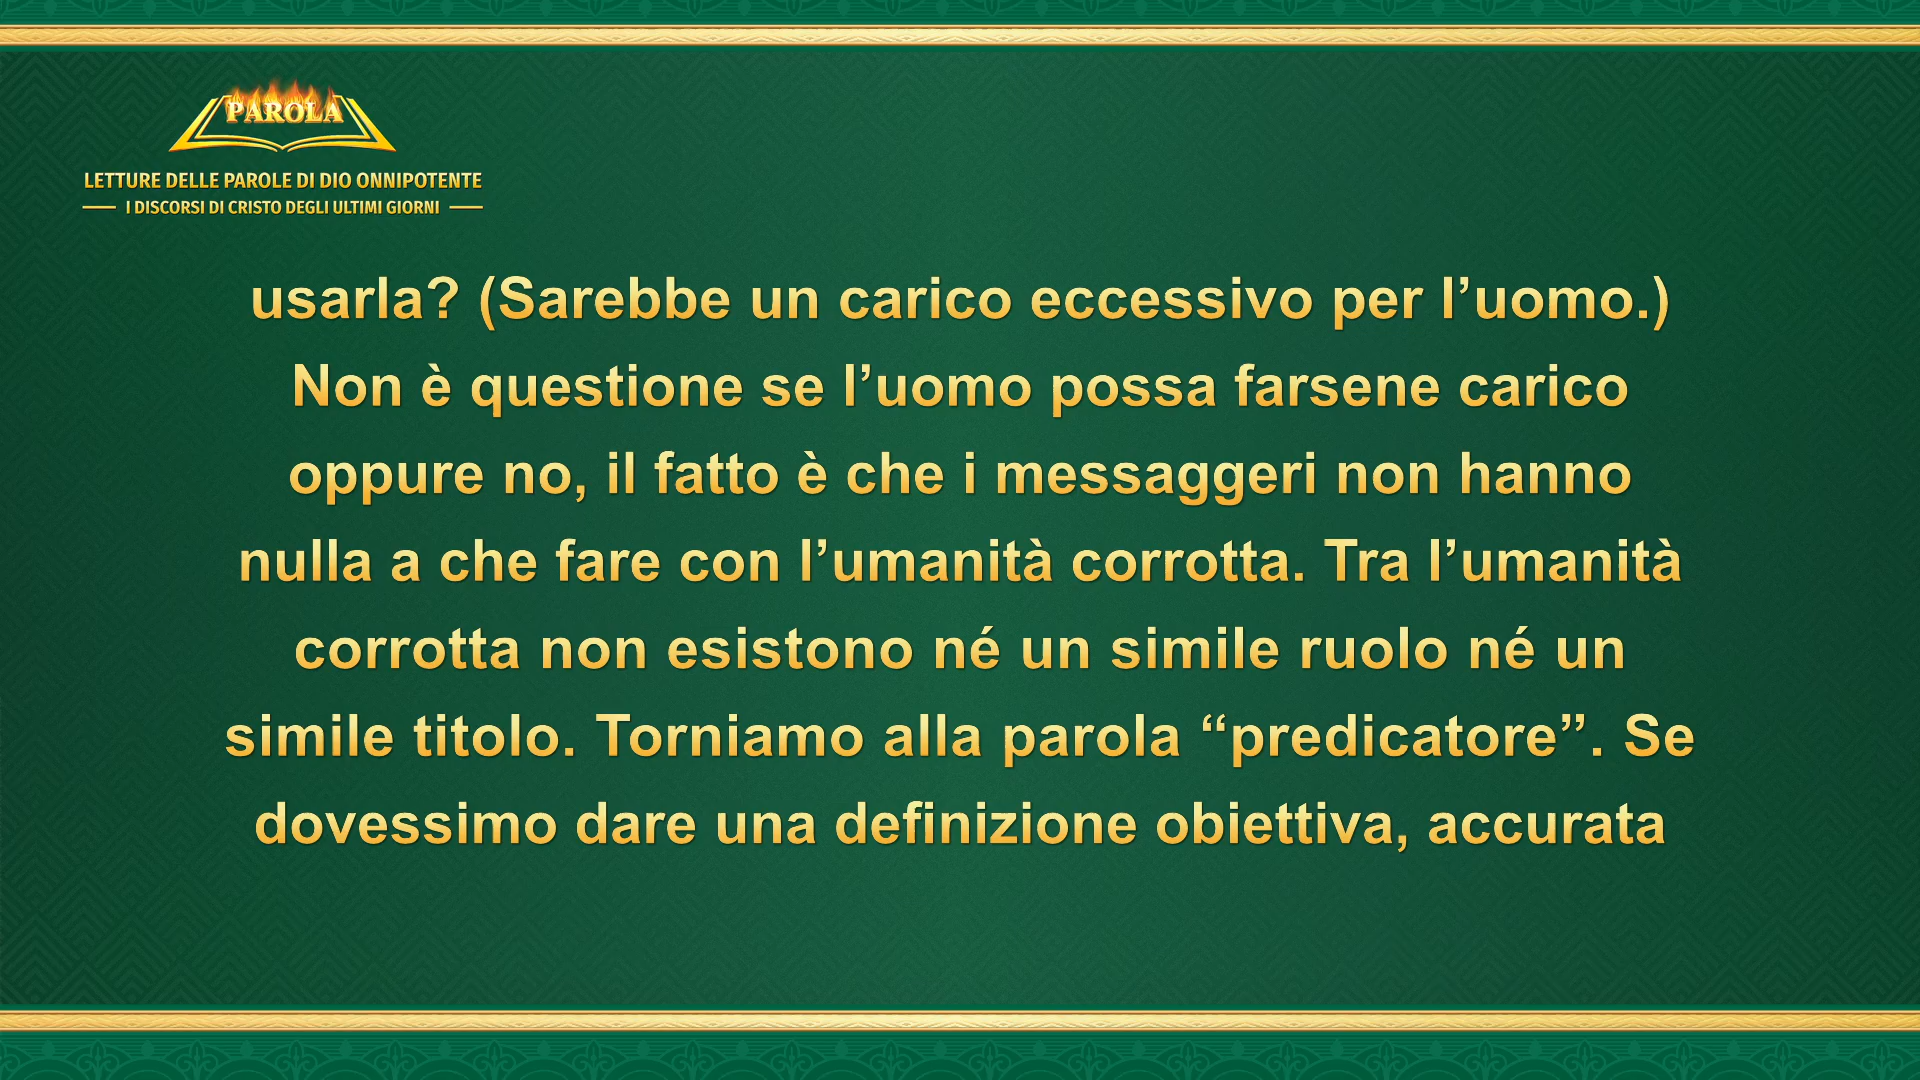 PAROLA
LETTURE DELLE PAROLE DI DIO ONNIPOTENTE
I DISCORSI DI CRISTO DEGLI ULTIMI GIORNI
usarla? (Sarebbe un carico eccessivo per l’uomo.)
Non è questione se l’uomo possa farsene carico
oppure no, il fatto è che i messaggeri non hanno
nulla a che fare con l’umanità corrotta. Tra l’umanità
corrotta non esistono né un simile ruolo né un
simile titolo. Torniamo alla parola “predicatore”. Se
dovessimo dare una definizione obiettiva, accurata